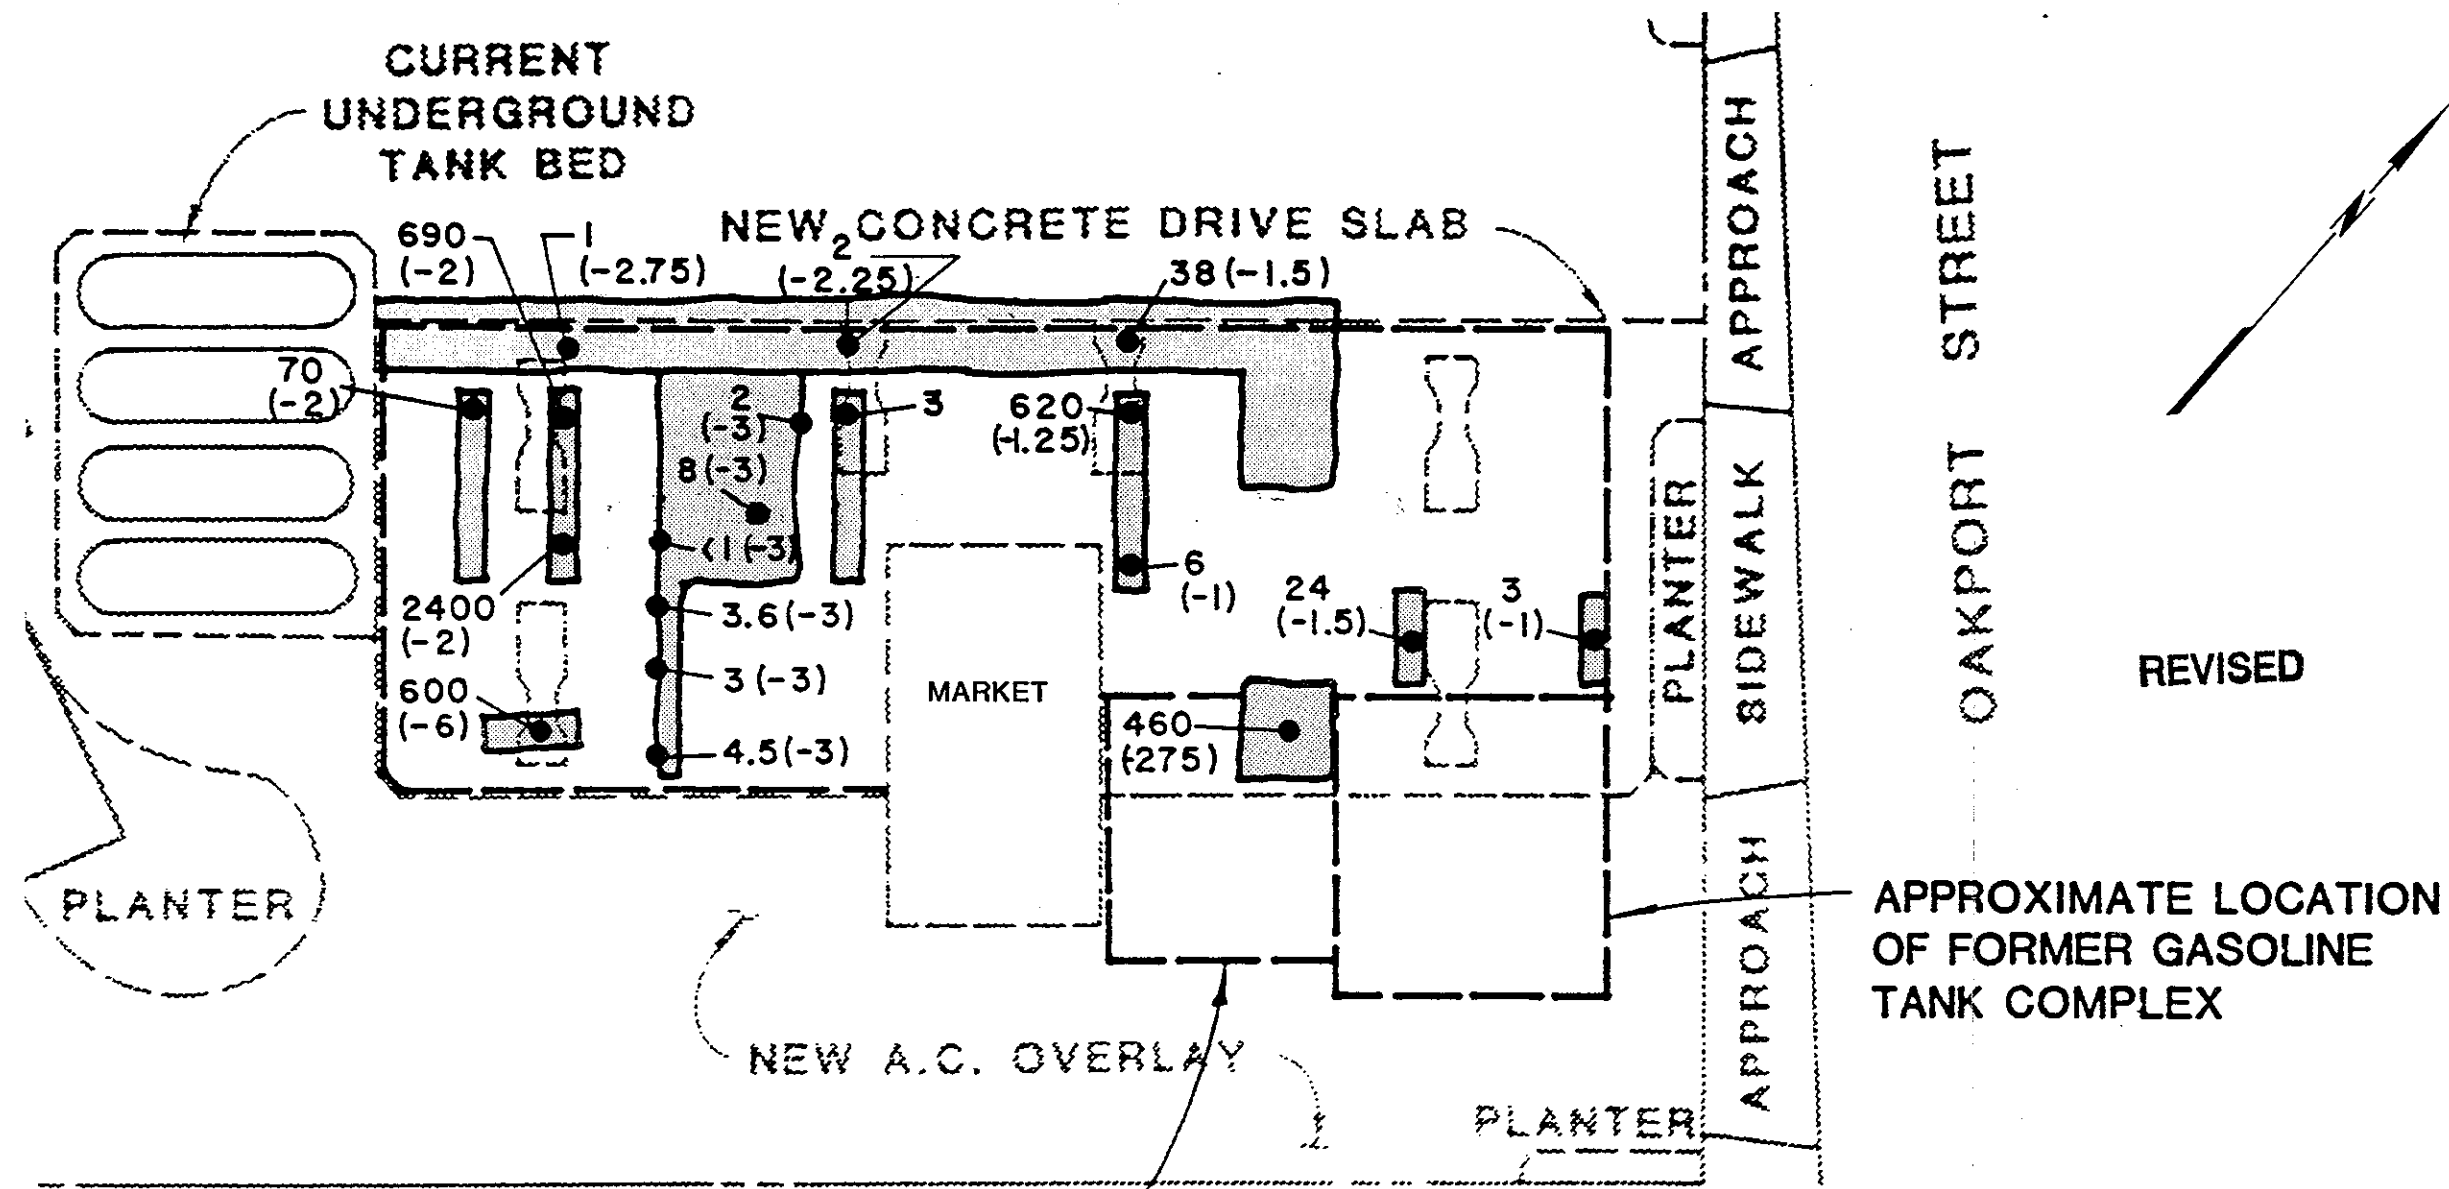 CURRENT
UNDERGROUND
TANK BED
690
(-2)
1
(-2.75)
NEW CONCRETE DRIVE SLAB
2
(-2.25)
38 (-1.5)
70
(-2)
2
(-3)
8 (-3)
<1 (-3)
3
620
(-1.25)
6
(-1)
2400
(-2)
3.6 (-3)
24
(-1.5)
3
(-1)
600
(-6)
3 (-3)
4.5 (-3)
MARKET
460
(-275)
APPROACH
SIDEWALK
PLANTER
APPROACH
OAKPORT STREET
REVISED
PLANTER
NEW A.C. OVERLAY
PLANTER
APPROXIMATE LOCATION
OF FORMER GASOLINE
TANK COMPLEX